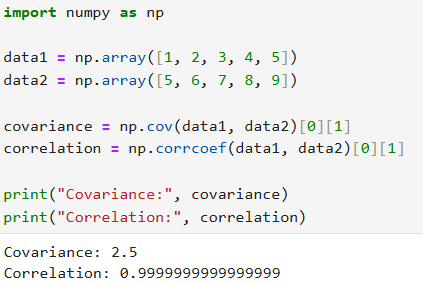 import numpy as np
data1 = np.array([1, 2, 3, 4, 5])
data2 = np.array([5, 6, 7, 8, 9])
covariance = np.cov(data1, data2)[0][1]
correlation = np.corrcoef(data1, data2)[0][1]
print("Covariance:", covariance)
print("Correlation:", correlation)
Covariance: 2.5
Correlation: 0.9999999999999999